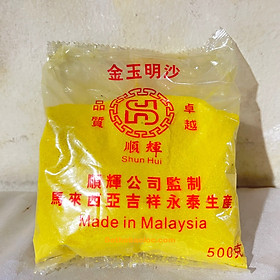 金玉明沙
品質
卓越
順輝
Shun Hui
順輝公司監制
馬來西亞吉祥永泰生產
Made in Malaysia
500克